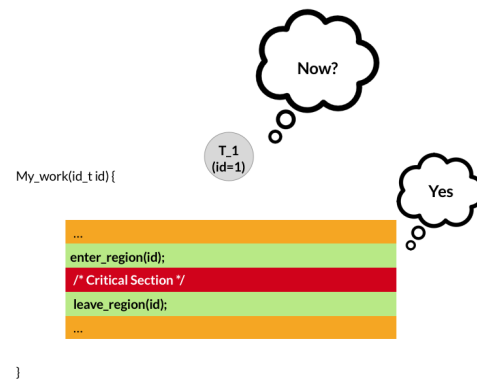 Now?
T_1
(id=1)
My_work(id_t id) {
Yes
...
enter_region(id);
/* Critical Section */
leave_region(id);
...
}